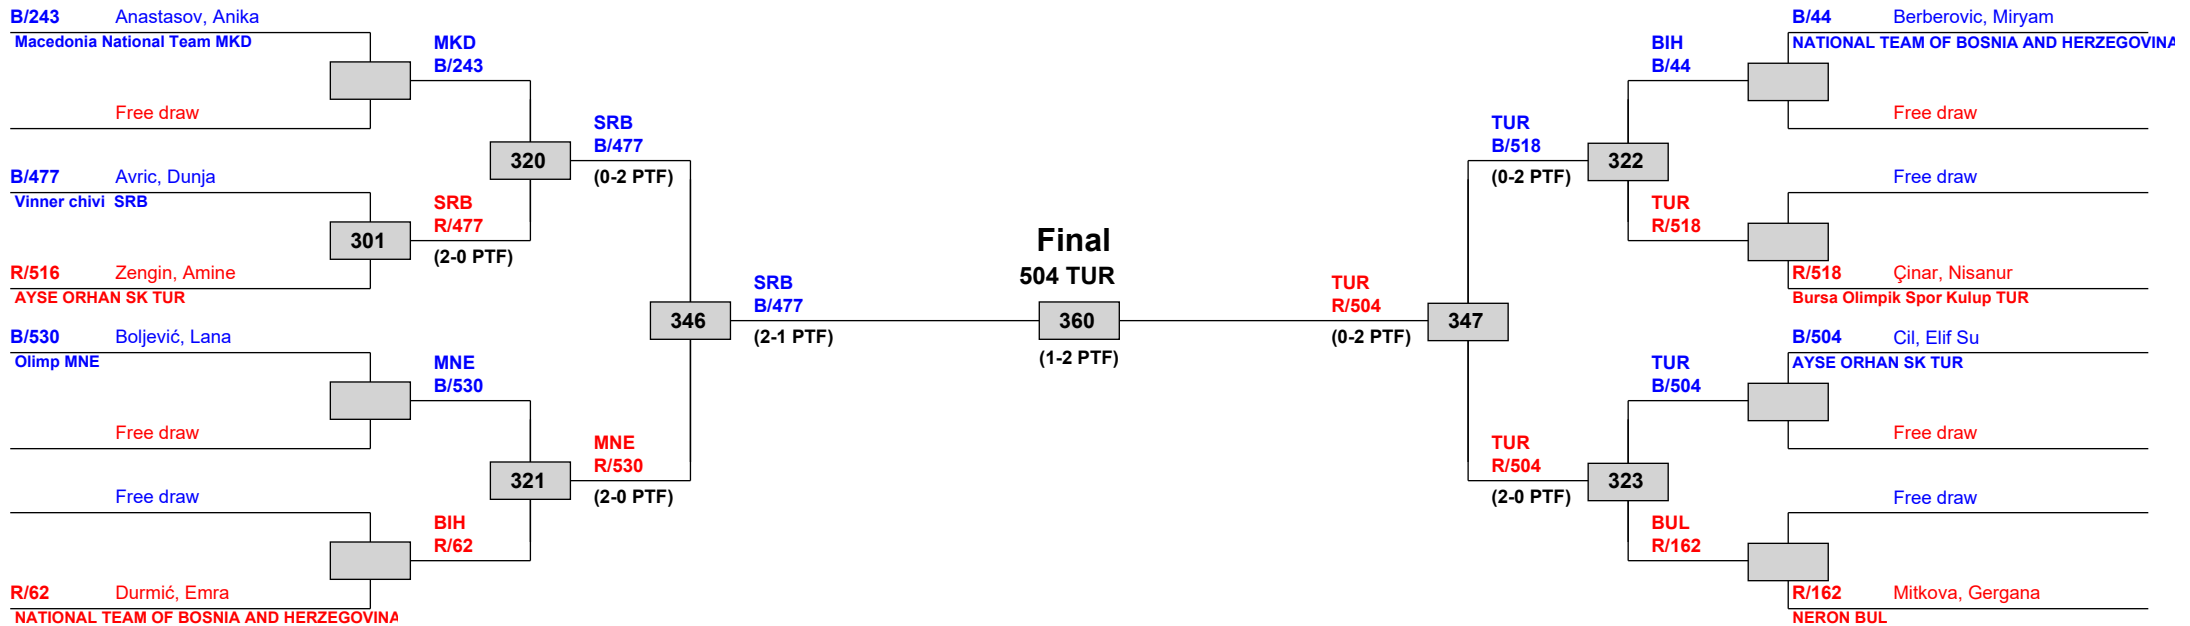 B/243 Anastasov, Anika
Macedonia National Team MKD
Free draw
B/477 Avric, Dunja
Vinner chivi SRB
R/516 Zengin, Amine
AYSE ORHAN SK TUR
B/530 Boljević, Lana
Olimp MNE
Free draw
Free draw
R/62 Durmić, Emra
NATIONAL TEAM OF BOSNIA AND HERZEGOVINA
MKD
B/243
301
SRB
R/477
(2-0 PTF)
MNE
B/530
BIH
R/62
320
SRB
B/477
(0-2 PTF)
321
MNE
R/530
(2-0 PTF)
346
SRB
B/477
(2-1 PTF)
Final
504 TUR
360
(1-2 PTF)
TUR
R/504
(0-2 PTF)
347
TUR
B/518
(0-2 PTF)
322
TUR
R/504
(2-0 PTF)
323
BIH
B/44
TUR
R/518
TUR
B/504
BUL
R/162
B/44 Berberovic, Miryam
NATIONAL TEAM OF BOSNIA AND HERZEGOVINA
Free draw
Free draw
R/518 Çinar, Nisanur
Bursa Olimpik Spor Kulup TUR
B/504 Cil, Elif Su
AYSE ORHAN SK TUR
Free draw
Free draw
R/162 Mitkova, Gergana
NERON BUL